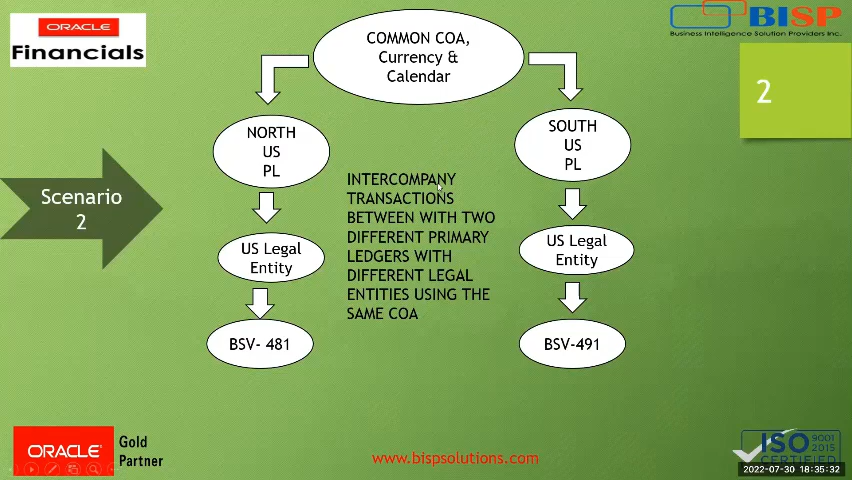 ORACLE
Financials
COMMON COA,
Currency &
Calendar
BISP
Business Intelligence Solution Providers Inc.
2
NORTH
US
PL
SOUTH
US
PL
Scenario
2
INTERCOMPANY
TRANSACTIONS
BETWEEN WITH TWO
DIFFERENT PRIMARY
LEDGERS WITH
DIFFERENT LEGAL
ENTITIES USING THE
SAME COA
US Legal
Entity
US Legal
Entity
BSV- 481
BSV-491
ORACLE
Gold
Partner
www.bispsolutions.com
ISO 9001
2015
CERTIFIED
2022-07-30 18:35:32